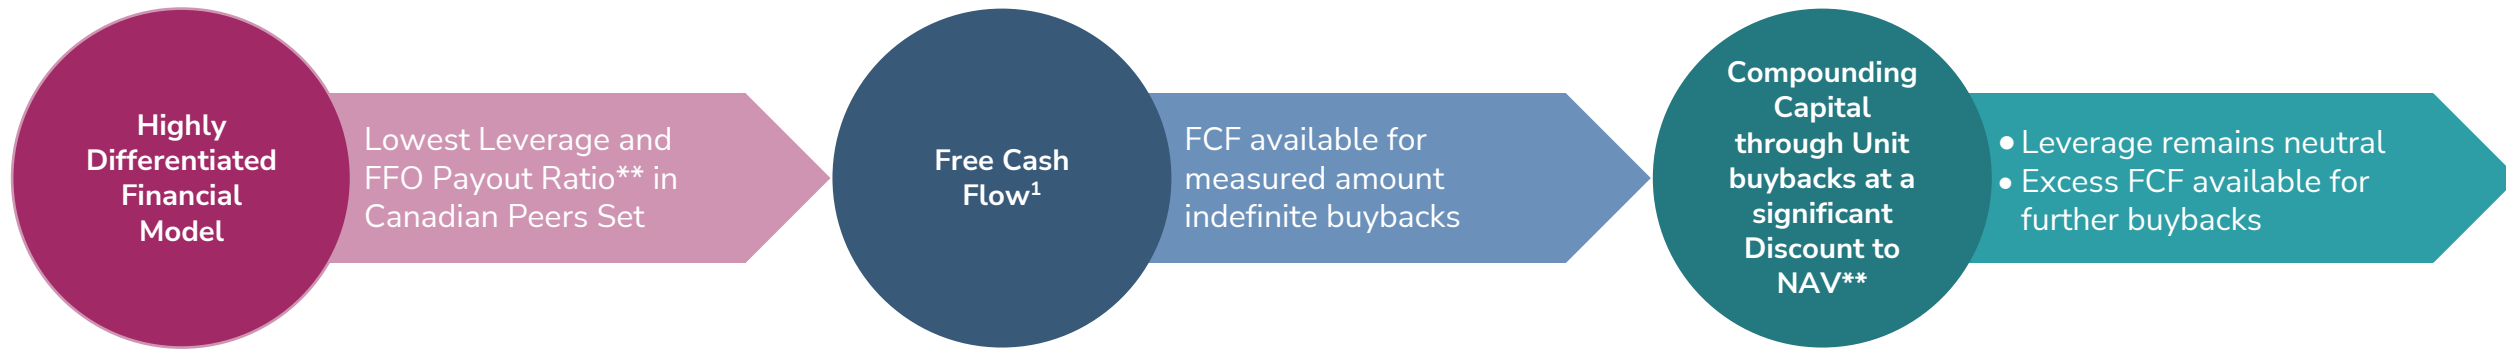 Highly
Differentiated
Financial
Model
Lowest Leverage and
FFO Payout Ratio** in
Canadian Peers Set
Free Cash
Flow¹
FCF available for
measured amount
indefinite buybacks
Compounding
Capital
through Unit
buybacks at a
significant
Discount to
NAV**
• Leverage remains neutral
• Excess FCF available for
further buybacks